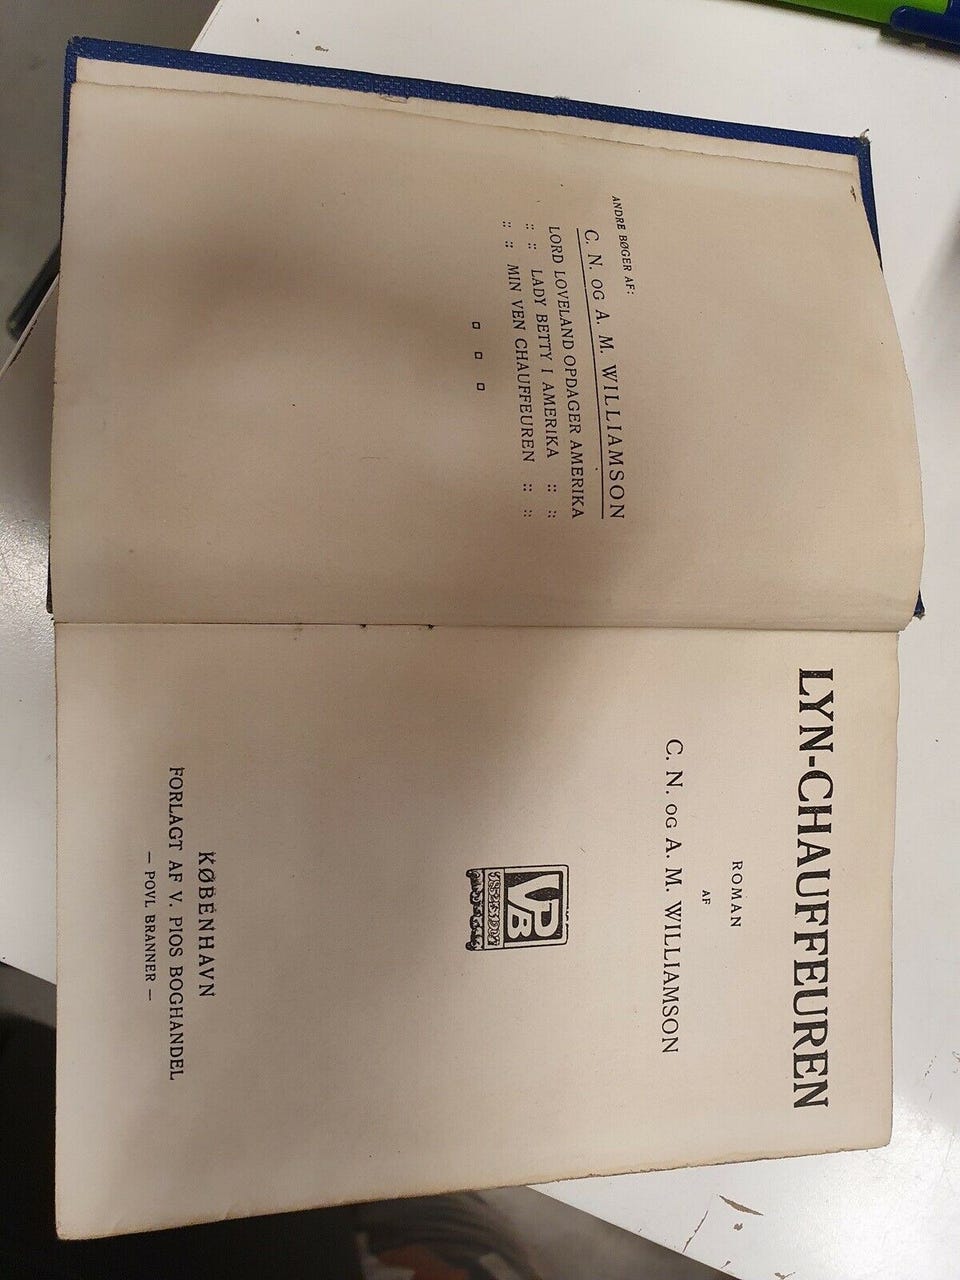 ANDRE BØGER AF:
C. N. OG A. M. WILLIAMSON
LORD LOVELAND OPDAGER AMERIKA
:: :: LADY BETTY I AMERIKA :: ::
:: :: MIN VEN CHAUFFEUREN :: ::
LYN-CHAUFFEUREN
ROMAN
AF
C. N. OG A. M. WILLIAMSON
VPB
KØBENHAVN
FORLAGT AF V. PIOS BOGHANDEL
— POVL BRANNER —